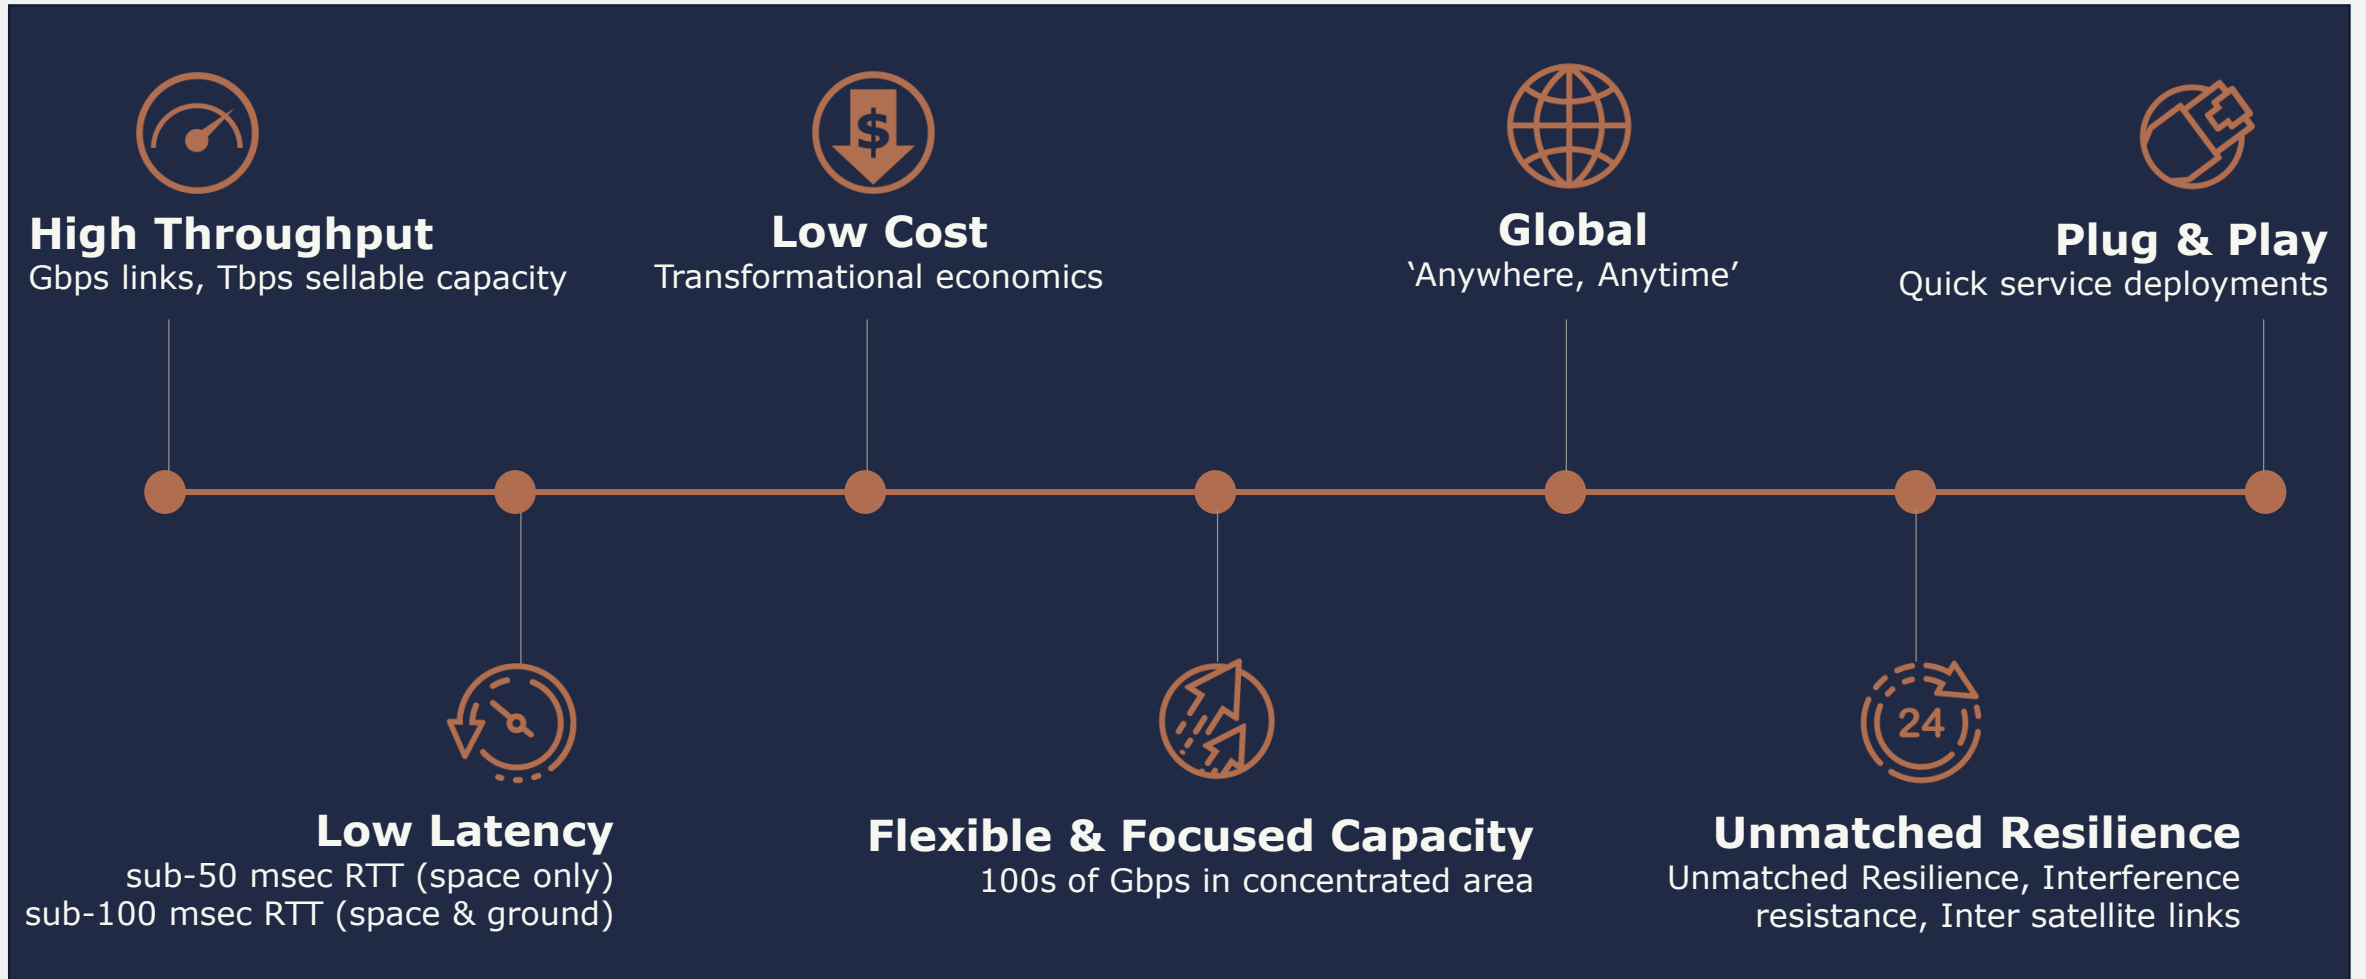 High Throughput
Gbps links, Tbps sellable capacity
$
Low Cost
Transformational economics
Global
‘Anywhere, Anytime’
Plug & Play
Quick service deployments
Low Latency
sub-50 msec RTT (space only)
sub-100 msec RTT (space & ground)
Flexible & Focused Capacity
100s of Gbps in concentrated area
24
Unmatched Resilience
Unmatched Resilience, Interference
resistance, Inter satellite links